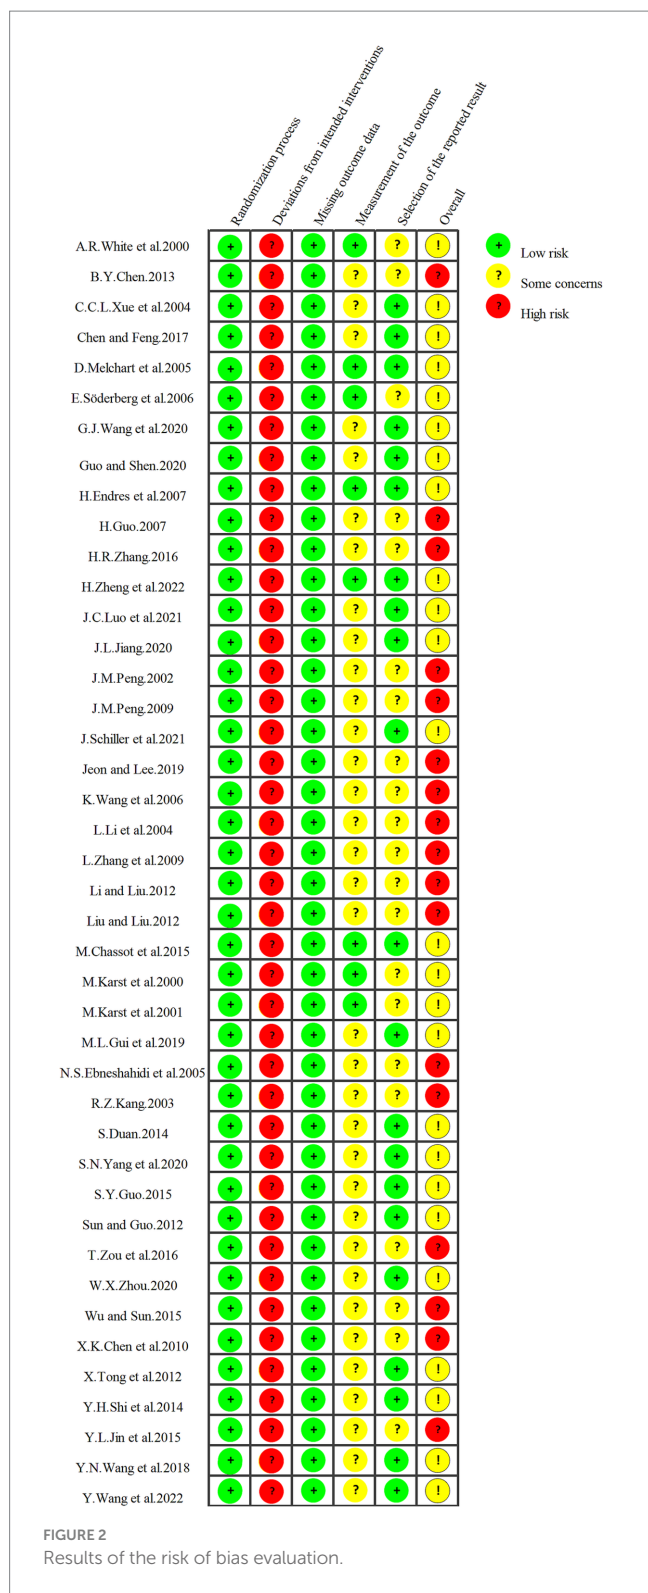 Randomization process
Deviations from intended interventions
Missing outcome data
Measurement of the outcome
Selection of the reported result
Overall
A.R.White et al.2000 + ? + + ? !
B.Y.Chen.2013 + ? + ? ? ?
C.C.L.Xue et al.2004 + ? + ? + !
Chen and Feng.2017 + ? + ? + !
D.Melchart et al.2005 + ? + + + !
E.Söderberg et al.2006 + ? + + ? !
G.J.Wang et al.2020 + ? + ? + !
Guo and Shen.2020 + ? + ? + !
H.Endres et al.2007 + ? + + + !
H.Guo.2007 + ? + ? ? ?
H.R.Zhang.2016 + ? + ? ? ?
H.Zheng et al.2022 + ? + + + !
J.C.Luo et al.2021 + ? + ? + !
J.L.Jiang.2020 + ? + ? + !
J.M.Peng.2002 + ? + ? ? ?
J.M.Peng.2009 + ? + ? ? ?
J.Schiller et al.2021 + ? + ? + !
Jeon and Lee.2019 + ? + ? ? ?
K.Wang et al.2006 + ? + ? ? ?
L.Li et al.2004 + ? + ? ? ?
L.Zhang et al.2009 + ? + ? ? ?
Li and Liu.2012 + ? + ? ? ?
Liu and Liu.2012 + ? + ? ? ?
M.Chassot et al.2015 + ? + + + !
M.Karst et al.2000 + ? + + ? !
M.Karst et al.2001 + ? + + ? !
M.L.Gui et al.2019 + ? + ? + !
N.S.Ebneshahidi et al.2005 + ? + ? ? ?
R.Z.Kang.2003 + ? + ? ? ?
S.Duan.2014 + ? + ? + !
S.N.Yang et al.2020 + ? + ? + !
S.Y.Guo.2015 + ? + ? + !
Sun and Guo.2012 + ? + ? + !
T.Zou et al.2016 + ? + ? ? ?
W.X.Zhou.2020 + ? + ? + !
Wu and Sun.2015 + ? + ? ? ?
X.K.Chen et al.2010 + ? + ? ? ?
X.Tong et al.2012 + ? + ? + !
Y.H.Shi et al.2014 + ? + ? + !
Y.L.Jin et al.2015 + ? + ? ? ?
Y.N.Wang et al.2018 + ? + ? + !
Y.Wang et al.2022 + ? + ? + !
+ Low risk
? Some concerns
? High risk
FIGURE 2
Results of the risk of bias evaluation.